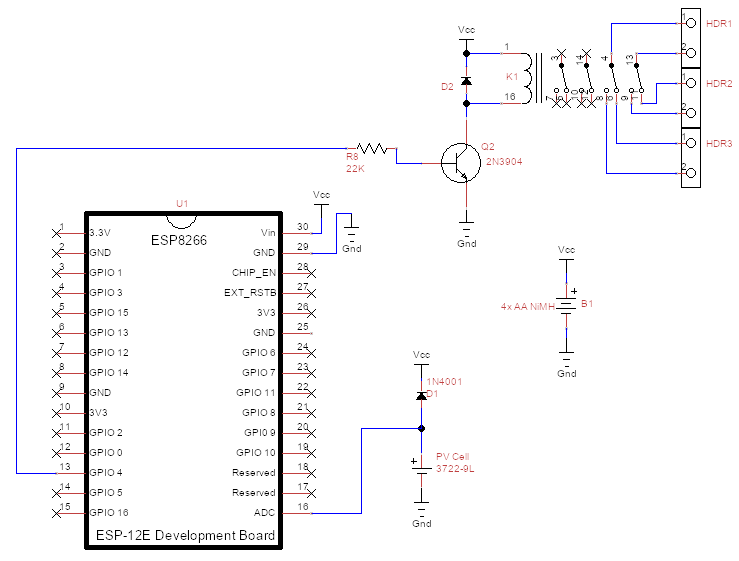 Vcc
D2
1
16
K1
3
14
4
13
7
8
6
9
1
1 HDR1
2
1 HDR2
2
1 HDR3
2
R8
22K
Q2
2N3904
Gnd
U1
ESP8266
Vcc
Gnd
1 3.3V Vin 30
2 GND GND 29
3 GPIO 1 CHIP_EN 28
4 GPIO 3 EXT_RSTB 27
5 GPIO 15 3V3 26
6 GPIO 13 GND 25
7 GPIO 12 GPIO 6 24
8 GPIO 14 GPIO 7 23
9 GND GPIO 11 22
10 3V3 GPIO 8 21
11 GPIO 2 GPI0 9 20
12 GPIO 0 GPIO 10 19
13 GPIO 4 Reserved 18
14 GPIO 5 Reserved 17
15 GPIO 16 ADC 16
ESP-12E Development Board
Vcc
1N4001
D1
+ PV Cell
3722-9L
Gnd
Vcc
+
4x AA NiMH B1
Gnd